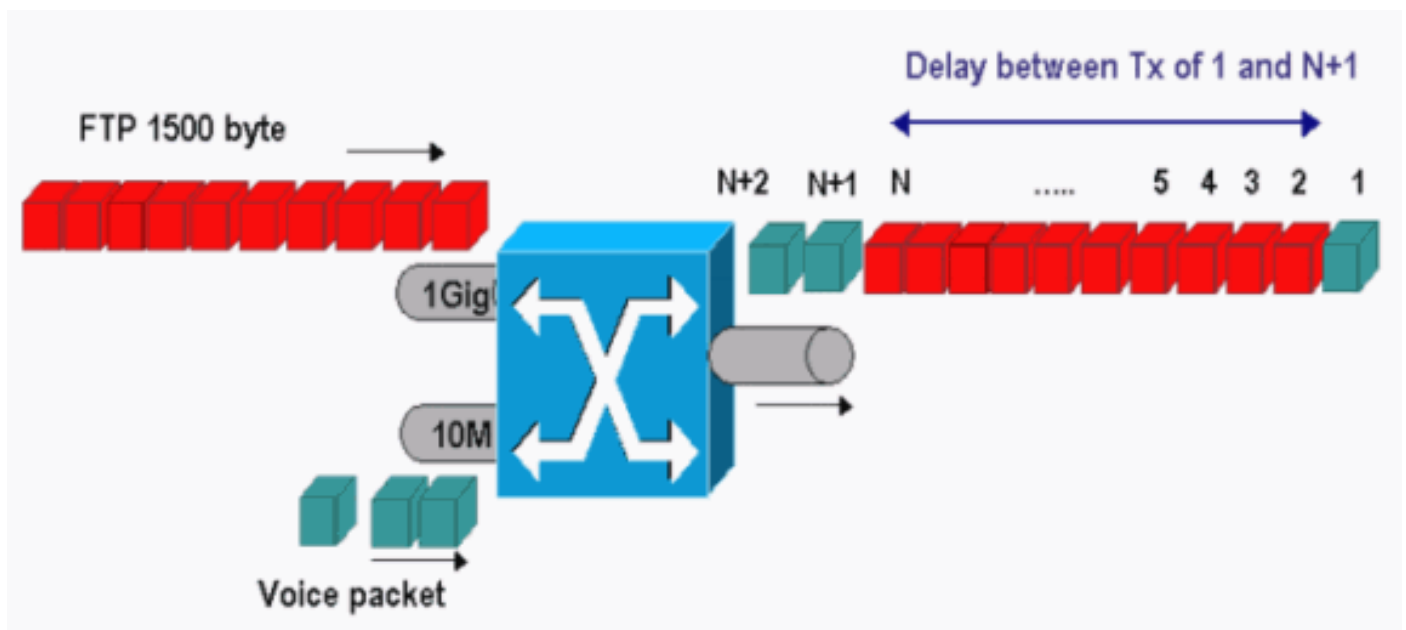 Delay between Tx of 1 and N+1
FTP 1500 byte
N+2 N+1 N ..... 5 4 3 2 1
1Gig
10M
Voice packet